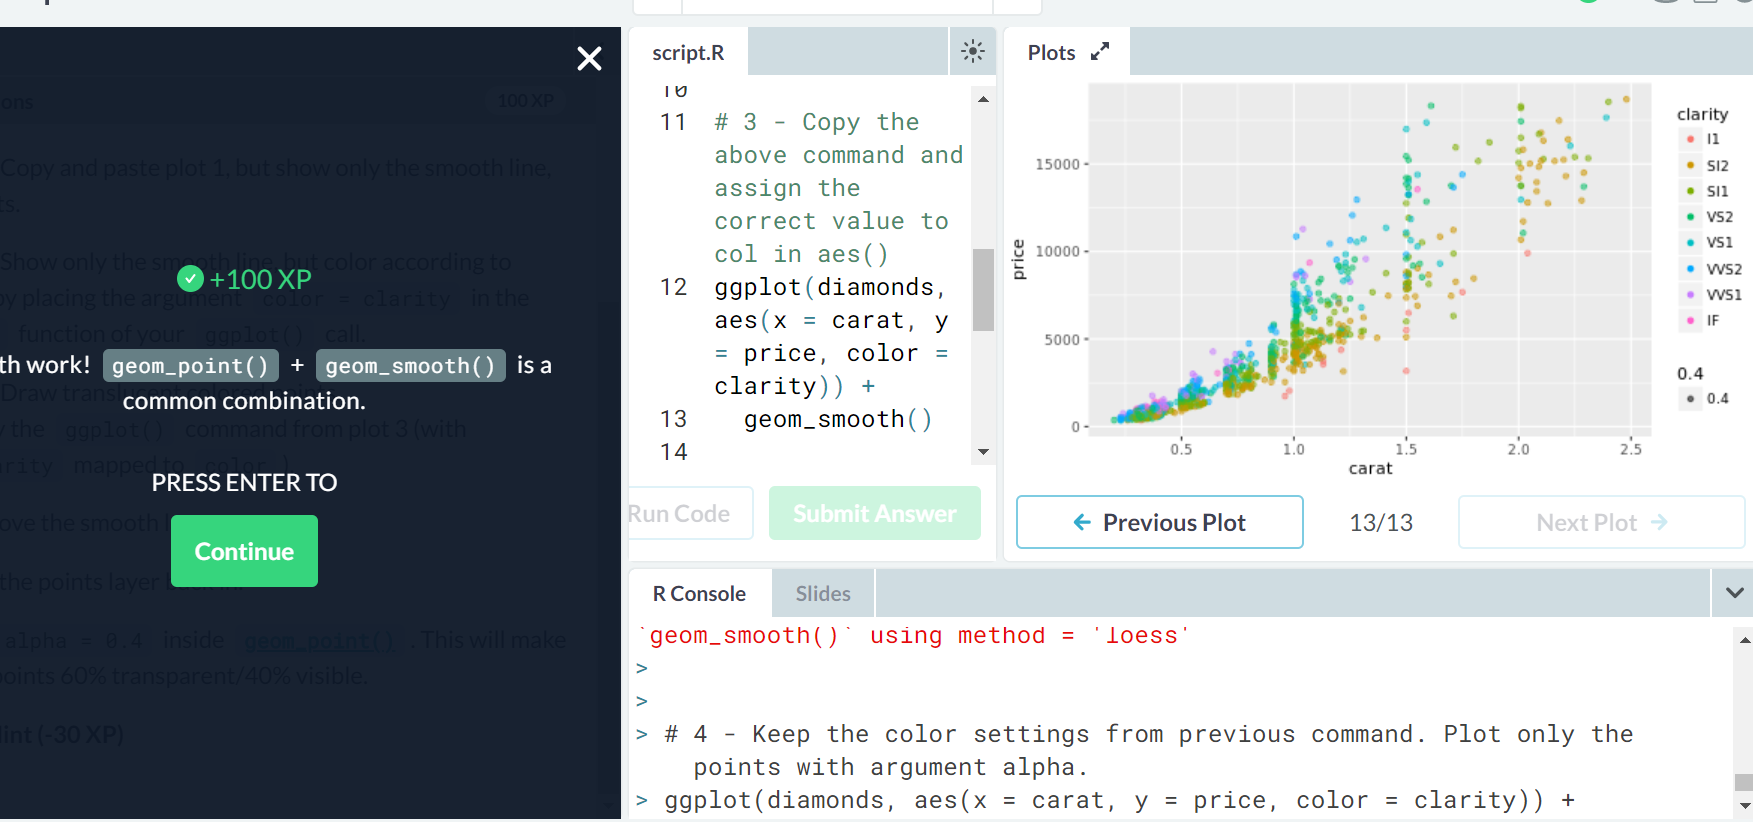 ons
100 XP
Copy and paste plot 1, but show only the smooth line,
ts.
Show only the smooth line, but color according to
by placing the argument color = clarity in the
function of your ggplot() call.
+100 XP
th work! geom_point() + geom_smooth() is a
common combination.
Draw translucent colored
the ggplot() command from plot 3 (with
arity mapped to color).
PRESS ENTER TO
ove the smooth
Continue
the points layer
alpha = 0.4 inside geom_point(). This will make
oints 60% transparent/40% visible.
int (-30 XP)
script.R
10
11 # 3 - Copy the
above command and
assign the
correct value to
col in aes()
12 ggplot(diamonds,
aes(x = carat, y
= price, color =
clarity)) +
13 geom_smooth()
14
Run Code
Submit Answer
Plots
price
15000
10000
5000
0
0.5 1.0 1.5 2.0 2.5
carat
clarity
I1
SI2
SI1
VS2
VS1
VVS2
VVS1
IF
0.4
0.4
Previous Plot
13/13
Next Plot
R Console
Slides
`geom_smooth()` using method = 'loess'
>
>
> # 4 - Keep the color settings from previous command. Plot only the
points with argument alpha.
> ggplot(diamonds, aes(x = carat, y = price, color = clarity)) +